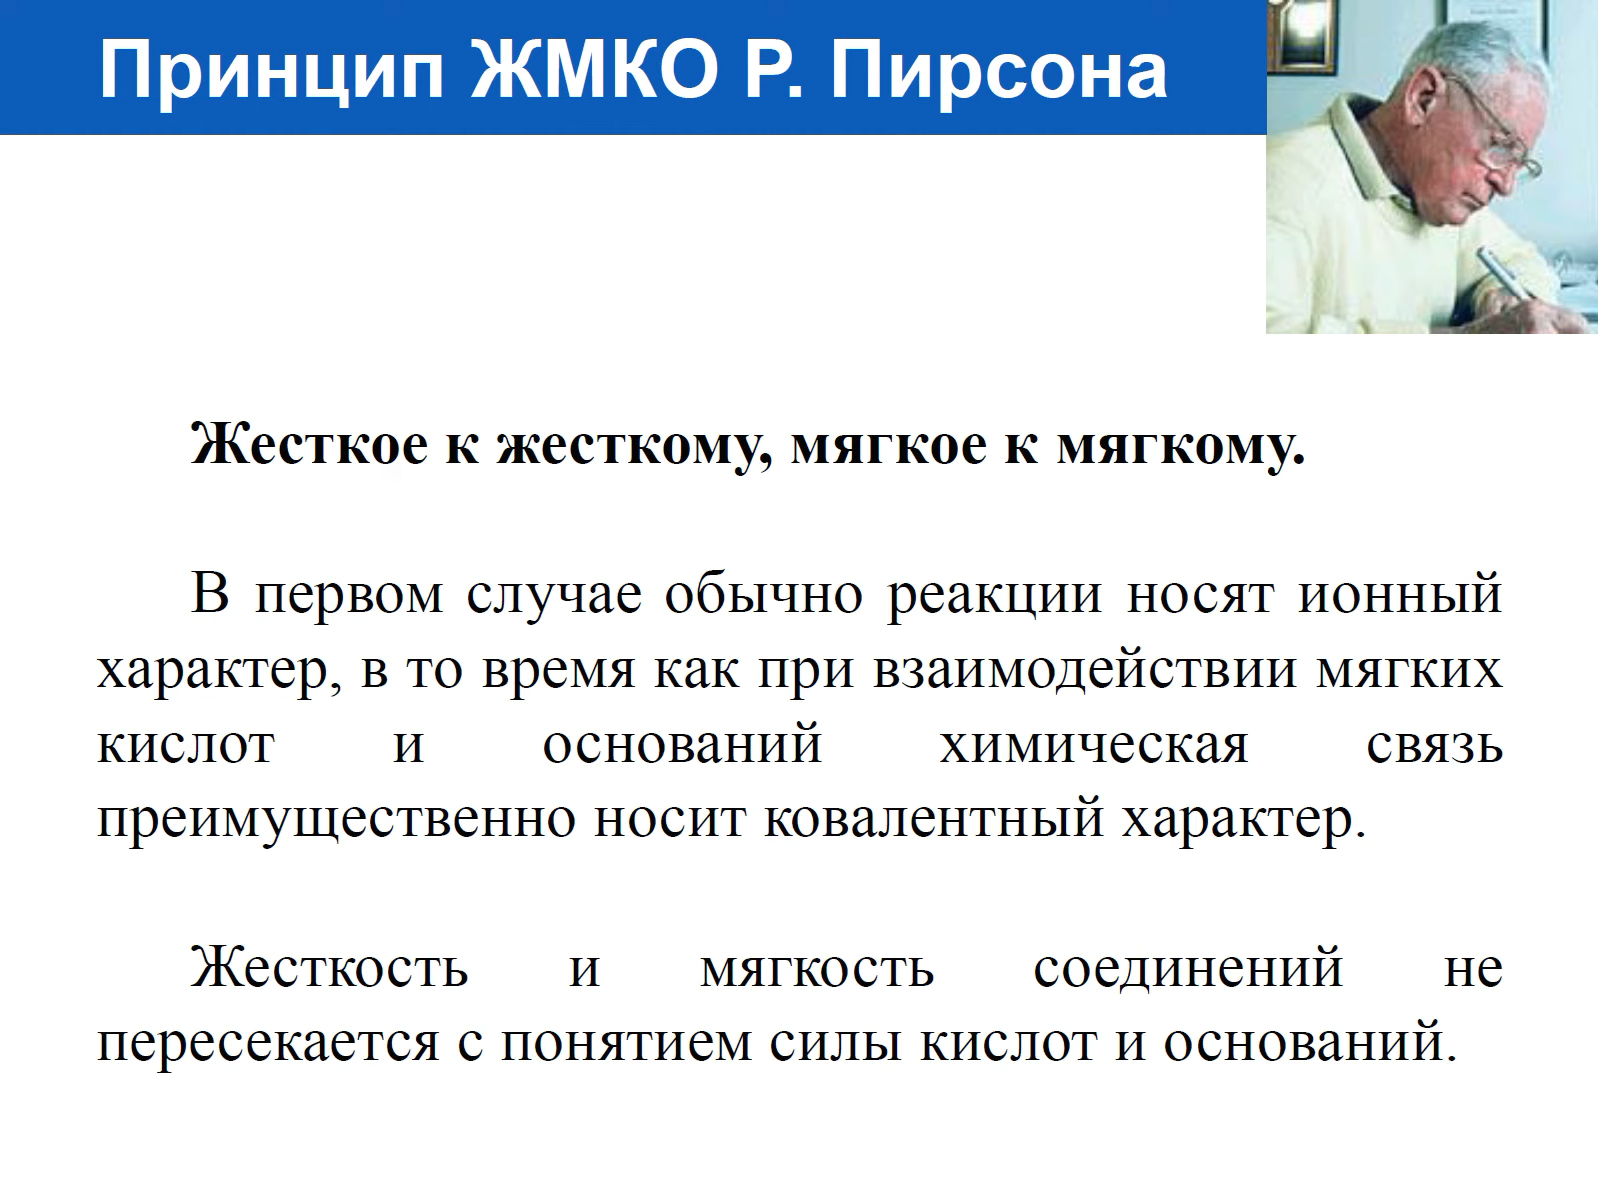 Принцип ЖМКО Р. Пирсона
Жесткое к жесткому, мягкое к мягкому.
В первом случае обычно реакции носят ионный
характер, в то время как при взаимодействии мягких
кислот и оснований химическая связь
преимущественно носит ковалентный характер.
Жесткость и мягкость соединений не
пересекается с понятием силы кислот и оснований.